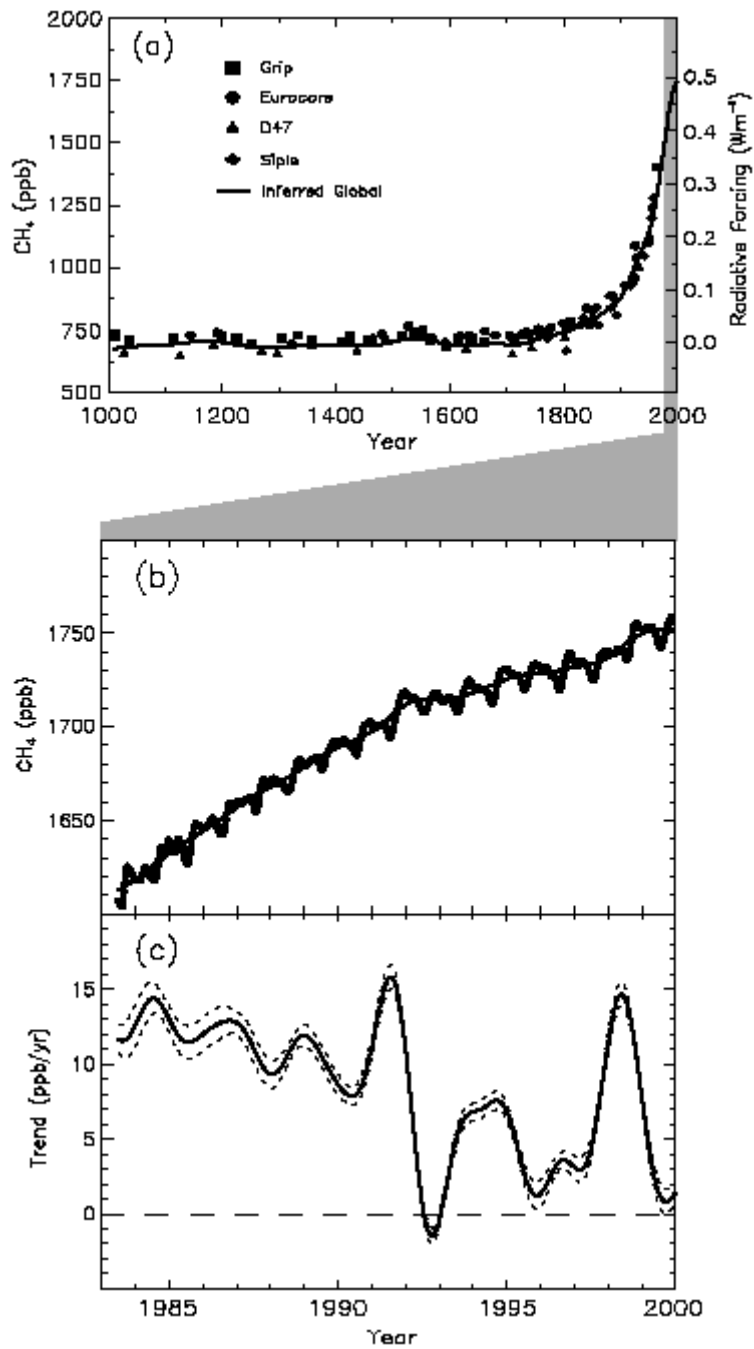 (a)
2000
1750
1500
1250
1000
750
500
CH₄ (ppb)
Grip
Eurocore
D47
Siple
Inferred Global
0.5
0.4
0.3
0.2
0.1
0.0
Radiative Forcing (Wm⁻²)
1000 1200 1400 1600 1800 2000
Year
(b)
1750
1700
1650
CH₄ (ppb)
(c)
15
10
5
0
Trend (ppb/yr)
1985 1990 1995 2000
Year